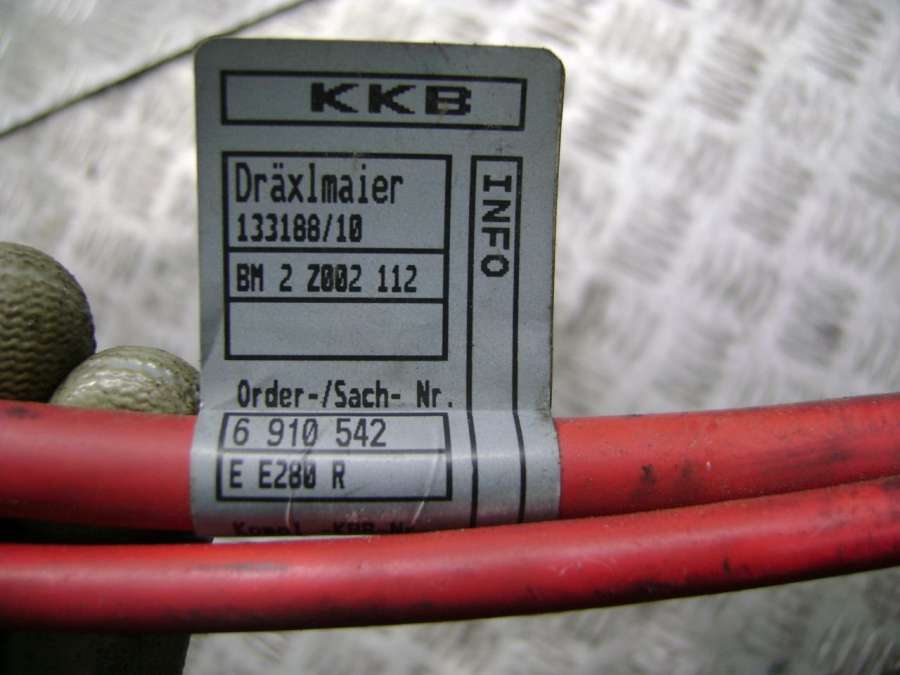 KKB
Dräxlmaier
133188/10
BM 2 Z002 112
INFO
Order-/Sach- Nr.
6 910 542
E E280 R